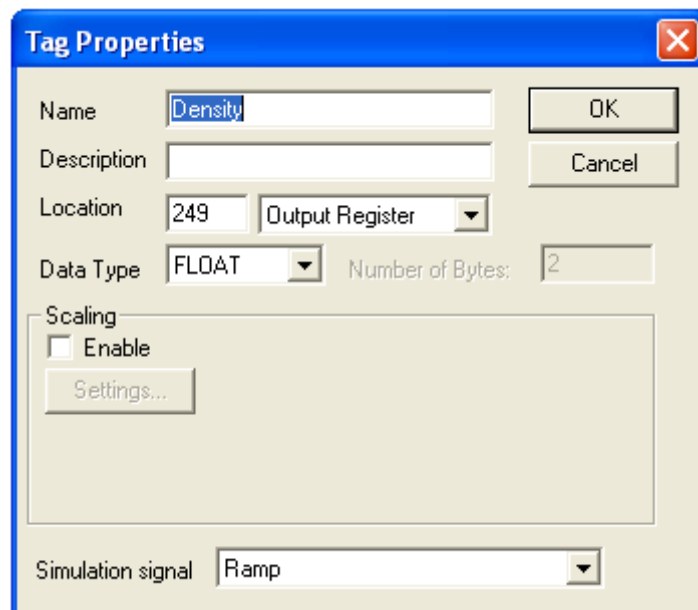 Tag Properties
Name Density OK
Description Cancel
Location 249 Output Register
Data Type FLOAT Number of Bytes: 2
Scaling
Enable
Settings...
Simulation signal Ramp